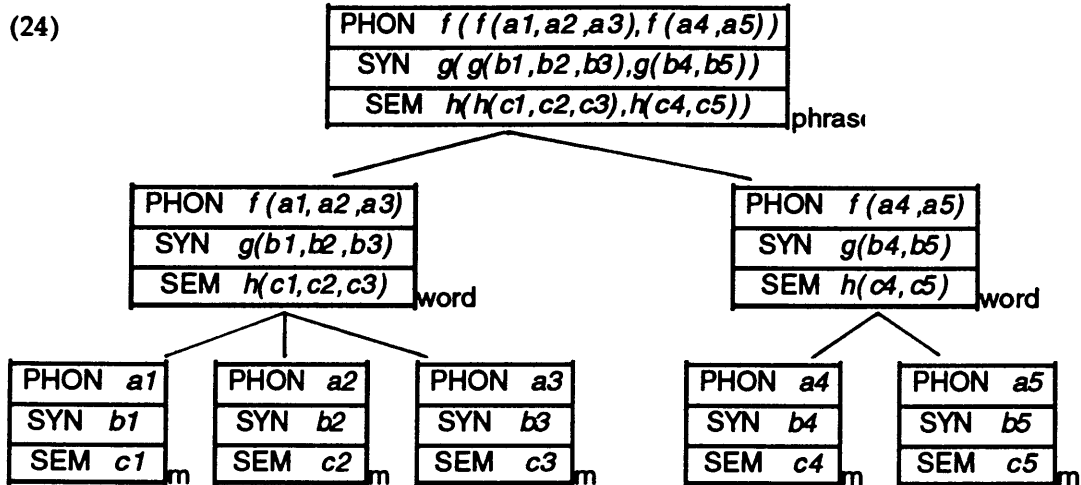 (24)
PHON f(f(a1,a2,a3),f(a4,a5))
SYN g(g(b1,b2,b3),g(b4,b5))
SEM h(h(c1,c2,c3),h(c4,c5))
phras
PHON f(a1,a2,a3)
SYN g(b1,b2,b3)
SEM h(c1,c2,c3)
word
PHON f(a4,a5)
SYN g(b4,b5)
SEM h(c4,c5)
word
PHON a1
SYN b1
SEM c1
m
PHON a2
SYN b2
SEM c2
m
PHON a3
SYN b3
SEM c3
m
PHON a4
SYN b4
SEM c4
m
PHON a5
SYN b5
SEM c5
m